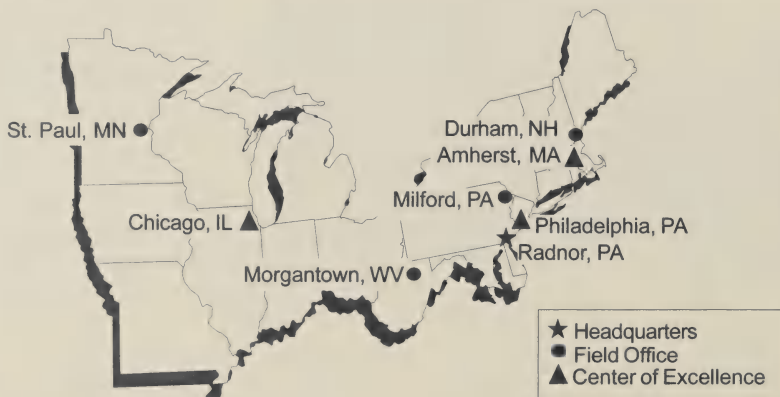 St. Paul, MN
Durham, NH
Amherst, MA
Milford, PA
Chicago, IL
Philadelphia, PA
Radnor, PA
Morgantown, WV
Headquarters
Field Office
Center of Excellence